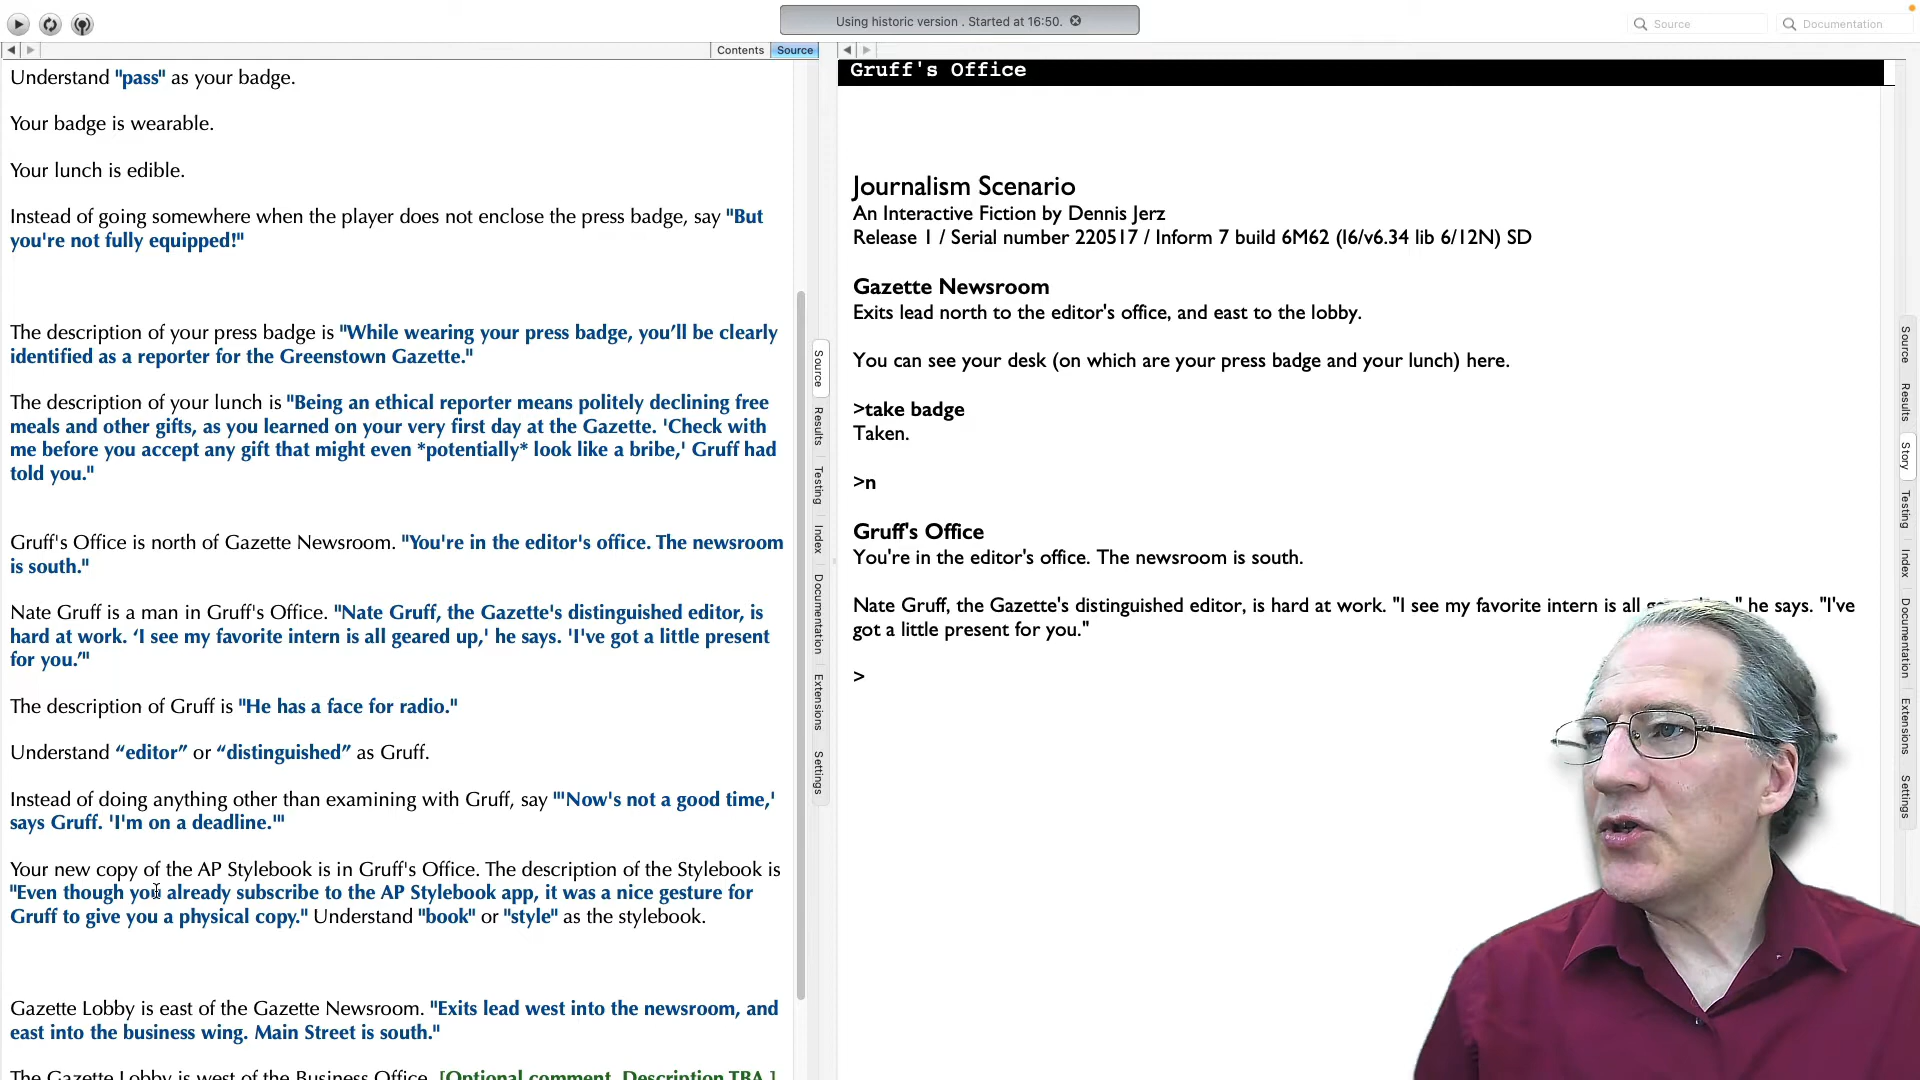 Using historic version . Started at 16:50.
Source
Documentation
Contents
Source
Understand "pass" as your badge.
Your badge is wearable.
Your lunch is edible.
Instead of going somewhere when the player does not enclose the press badge, say "But
you're not fully equipped!"
The description of your press badge is "While wearing your press badge, you’ll be clearly
identified as a reporter for the Greenstown Gazette."
The description of your lunch is "Being an ethical reporter means politely declining free
meals and other gifts, as you learned on your very first day at the Gazette. 'Check with
me before you accept any gift that might even *potentially* look like a bribe,' Gruff had
told you."
Gruff's Office is north of Gazette Newsroom. "You're in the editor's office. The newsroom
is south."
Nate Gruff is a man in Gruff's Office. "Nate Gruff, the Gazette's distinguished editor, is
hard at work. ‘I see my favorite intern is all geared up,' he says. 'I've got a little present
for you.’"
The description of Gruff is "He has a face for radio."
Understand “editor” or “distinguished” as Gruff.
Instead of doing anything other than examining with Gruff, say "'Now's not a good time,'
says Gruff. 'I'm on a deadline.'"
Your new copy of the AP Stylebook is in Gruff's Office. The description of the Stylebook is
"Even though you already subscribe to the AP Stylebook app, it was a nice gesture for
Gruff to give you a physical copy." Understand "book" or "style" as the stylebook.
Gazette Lobby is east of the Gazette Newsroom. "Exits lead west into the newsroom, and
east into the business wing. Main Street is south."
The Gazette Lobby is west of the Business Office. [Optional comment. Description TBA.]
Source
Results
Testing
Index
Documentation
Extensions
Settings
Gruff's Office
Journalism Scenario
An Interactive Fiction by Dennis Jerz
Release 1 / Serial number 220517 / Inform 7 build 6M62 (I6/v6.34 lib 6/12N) SD
Gazette Newsroom
Exits lead north to the editor's office, and east to the lobby.
You can see your desk (on which are your press badge and your lunch) here.
>take badge
Taken.
>n
Gruff's Office
You're in the editor's office. The newsroom is south.
Nate Gruff, the Gazette's distinguished editor, is hard at work. "I see my favorite intern is all " he says. "I've
got a little present for you."
>
Source
Results
Story
Testing
Index
Documentation
Extensions
Settings